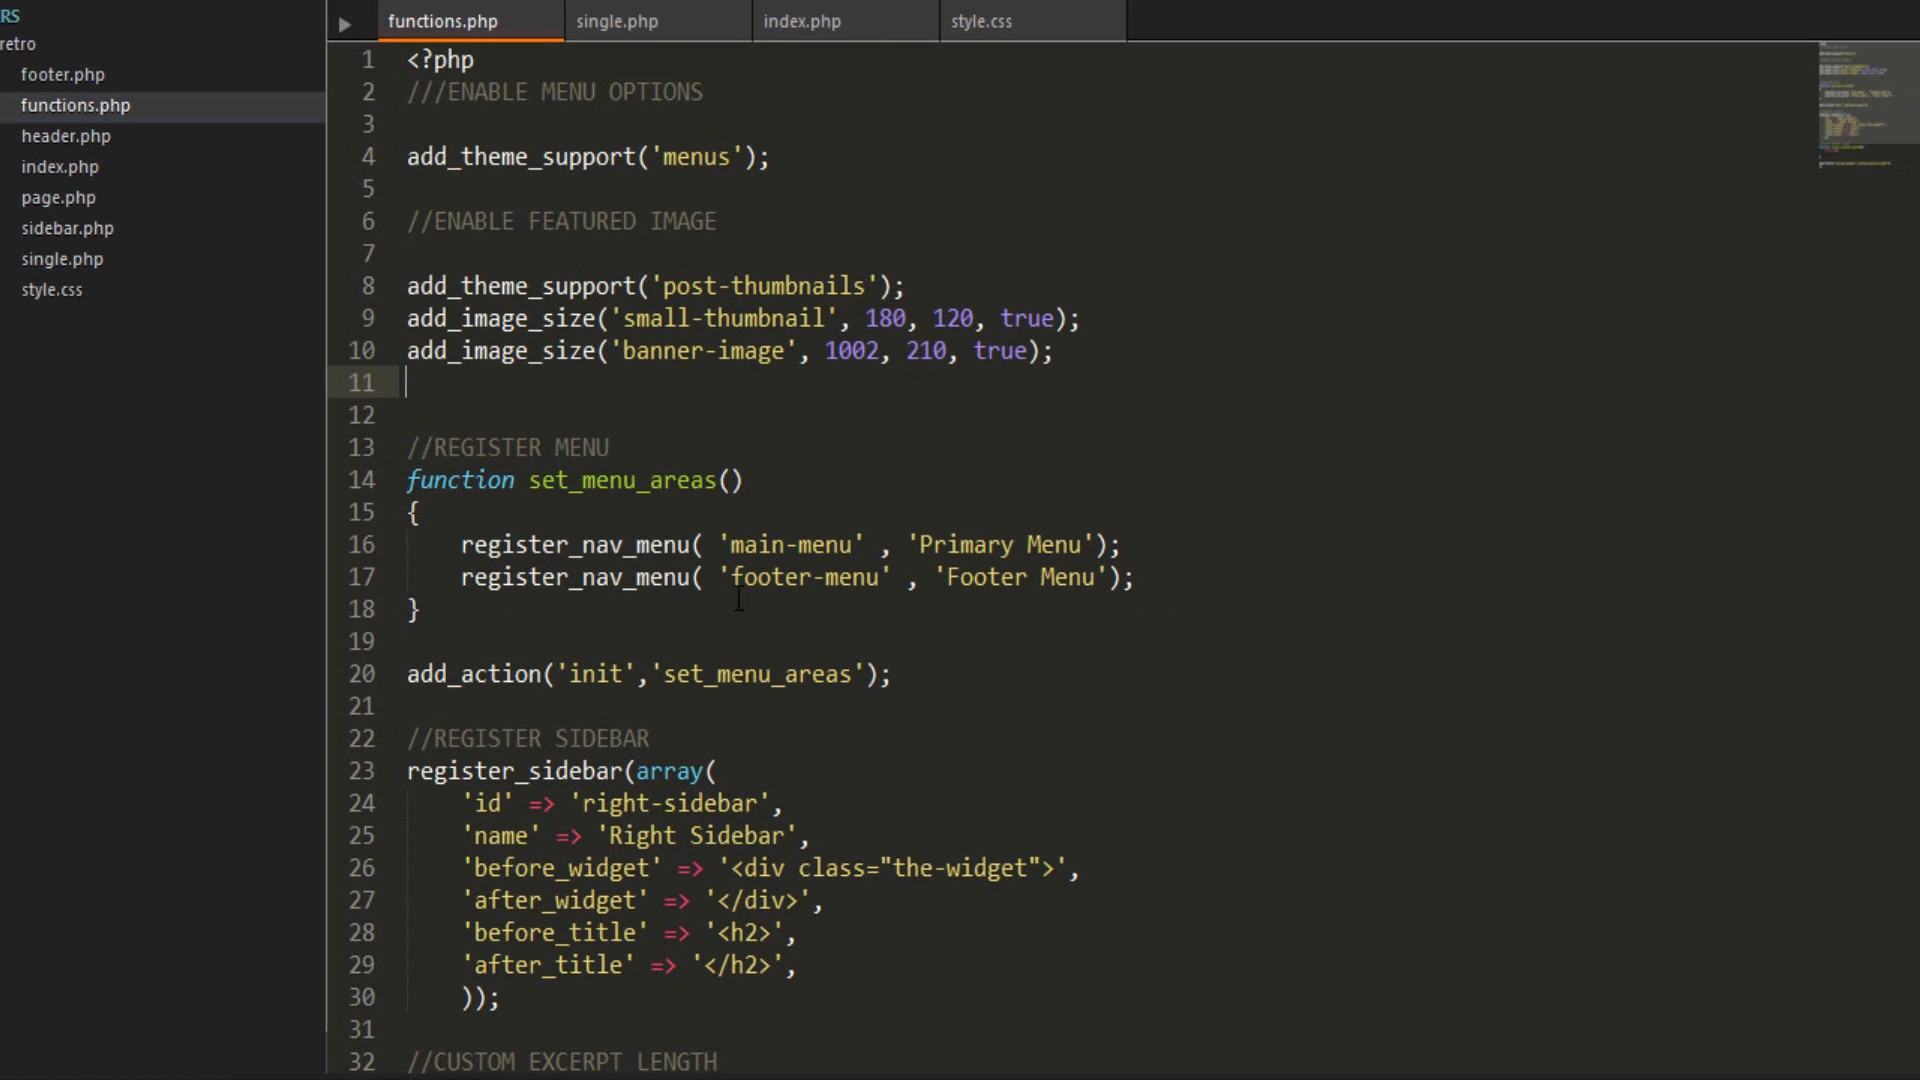 RS
retro
footer.php
functions.php
header.php
index.php
page.php
sidebar.php
single.php
style.css
functions.php single.php index.php style.css
1 <?php
2 ///ENABLE MENU OPTIONS
3
4 add_theme_support('menus');
5
6 //ENABLE FEATURED IMAGE
7
8 add_theme_support('post-thumbnails');
9 add_image_size('small-thumbnail', 180, 120, true);
10 add_image_size('banner-image', 1002, 210, true);
11
12
13 //REGISTER MENU
14 function set_menu_areas()
15 {
16     register_nav_menu( 'main-menu' , 'Primary Menu');
17     register_nav_menu( 'footer-menu' , 'Footer Menu');
18 }
19
20 add_action('init','set_menu_areas');
21
22 //REGISTER SIDEBAR
23 register_sidebar(array(
24     'id' => 'right-sidebar',
25     'name' => 'Right Sidebar',
26     'before_widget' => '<div class="the-widget">',
27     'after_widget' => '</div>',
28     'before_title' => '<h2>',
29     'after_title' => '</h2>',
30     ));
31
32 //CUSTOM EXCERPT LENGTH